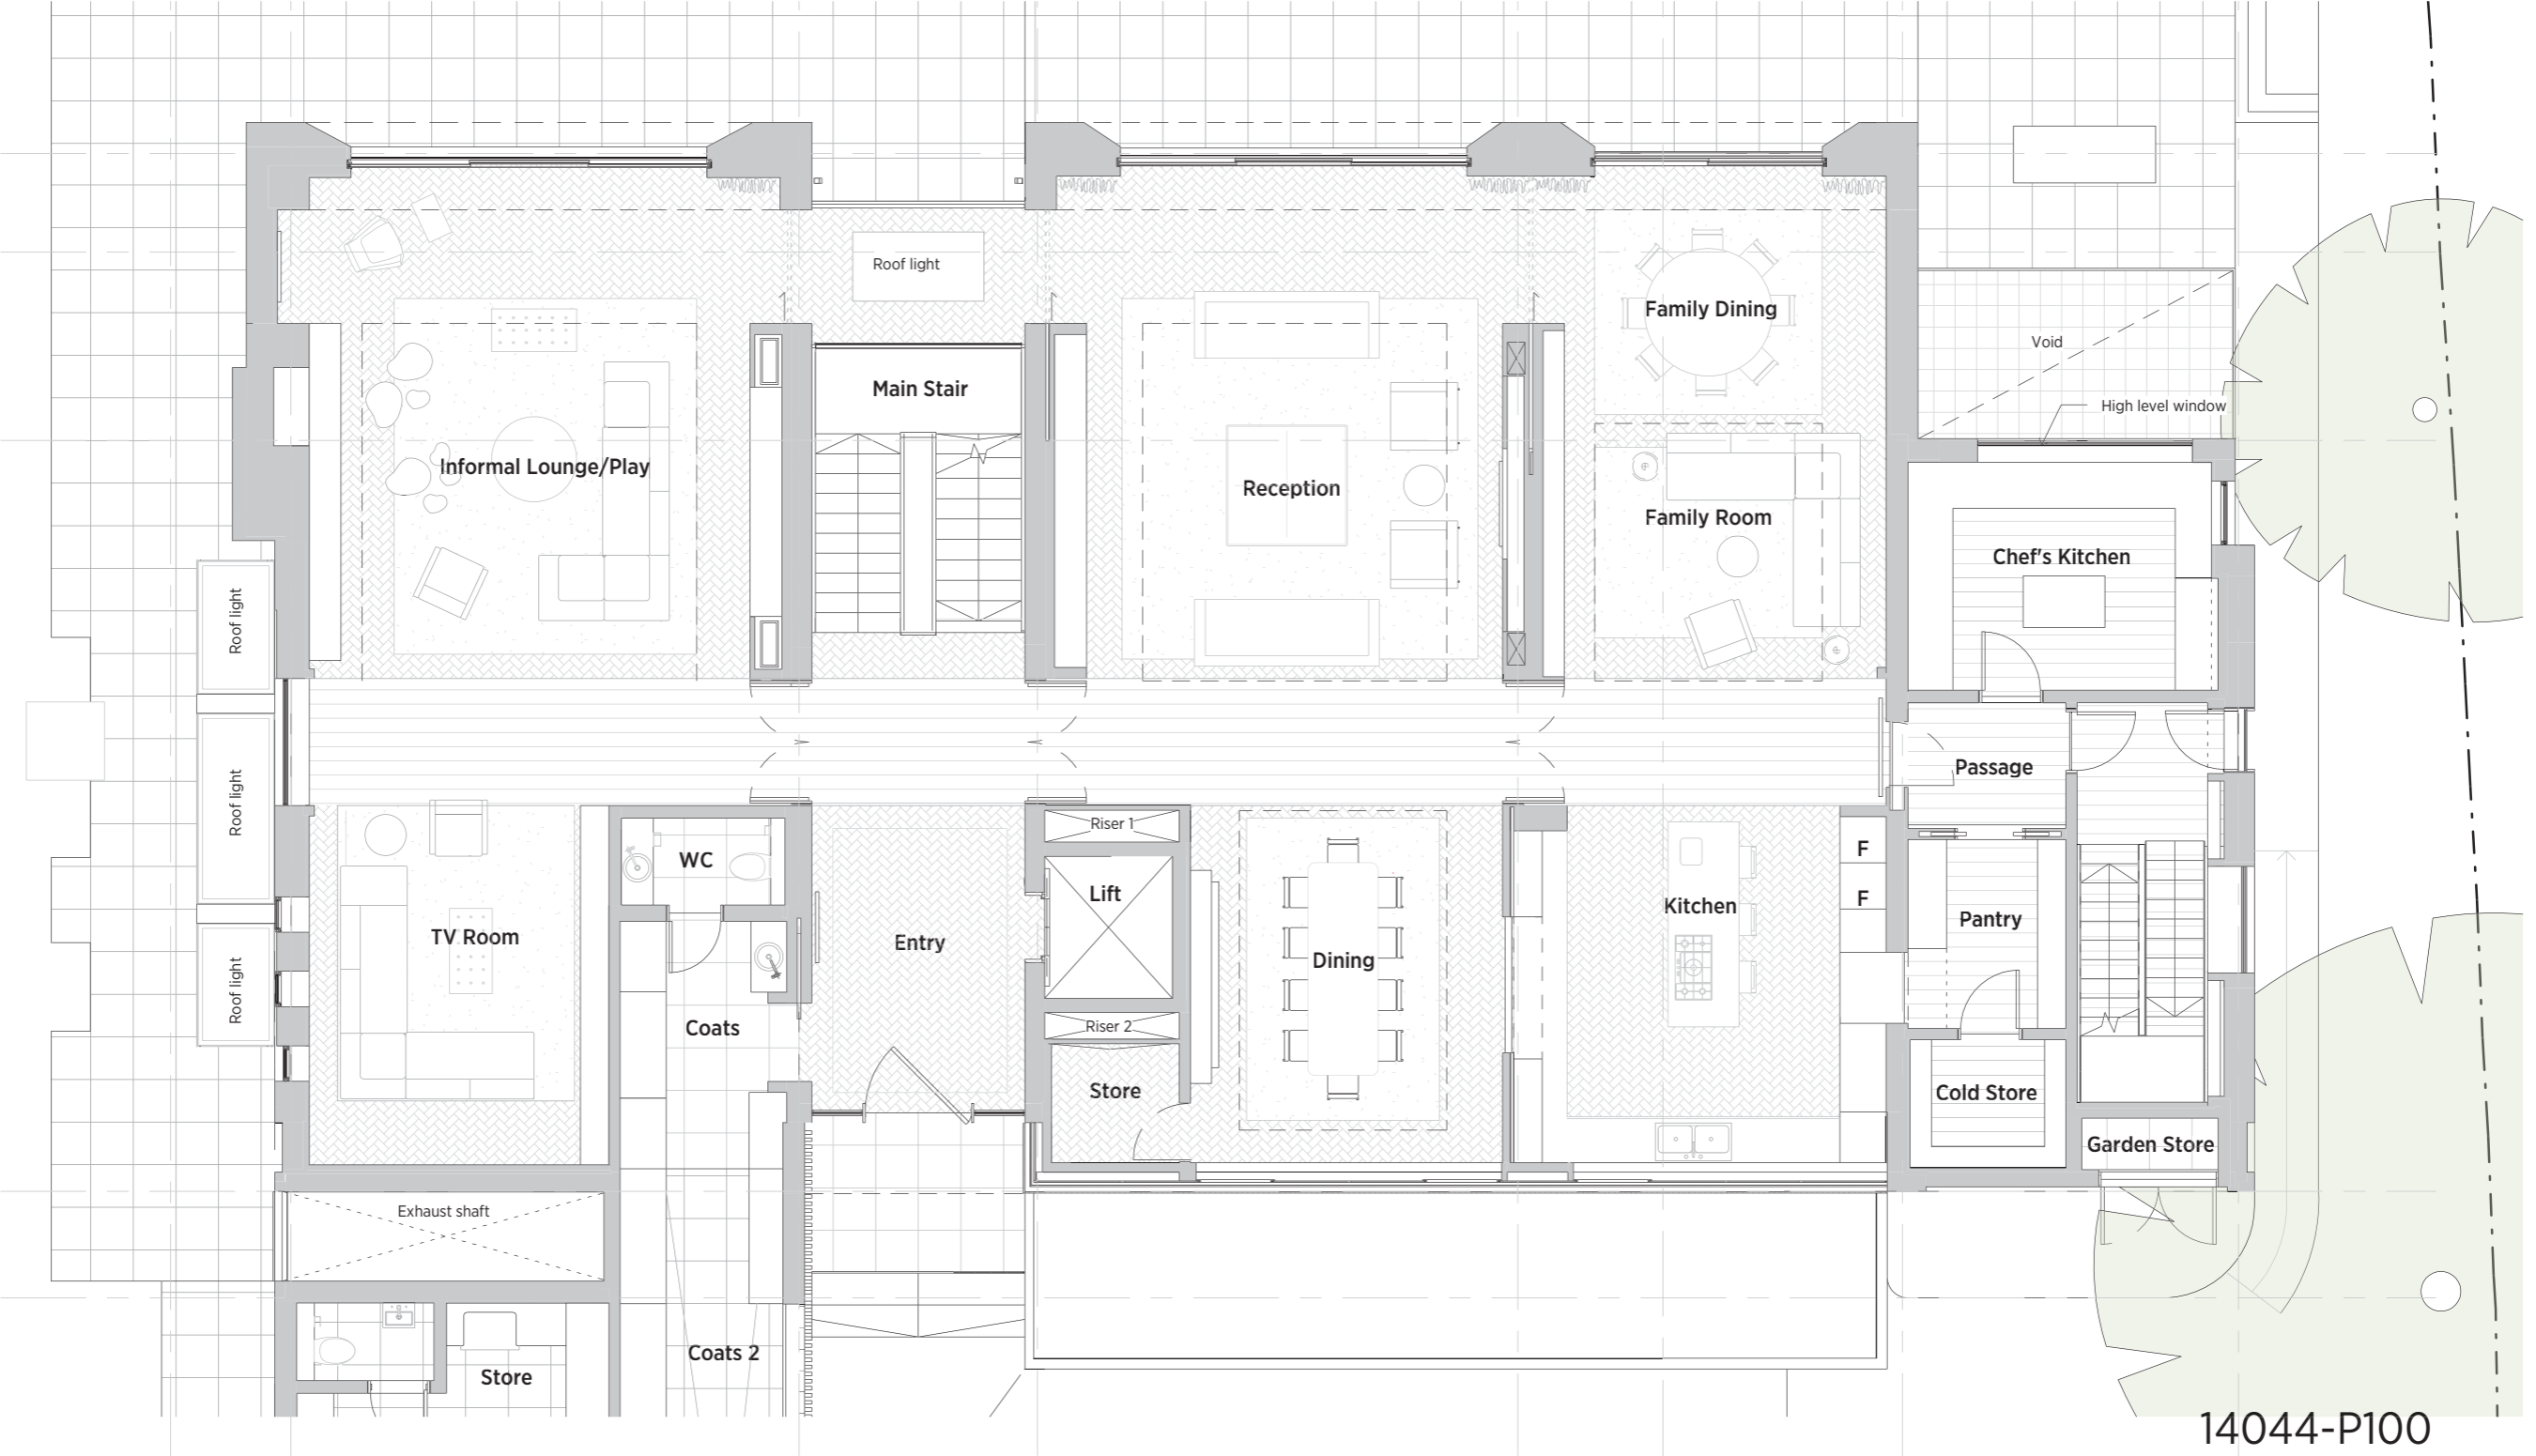 Roof light
Family Dining
Void
Main Stair
High level window
Informal Lounge/Play
Reception
Family Room
Chef's Kitchen
Roof light
Passage
Roof light
Riser 1
F
WC
Lift
F
Kitchen
Pantry
TV Room
Entry
Dining
Roof light
Coats
Riser 2
Store
Cold Store
Garden Store
Exhaust shaft
Coats 2
Store
14044-P100